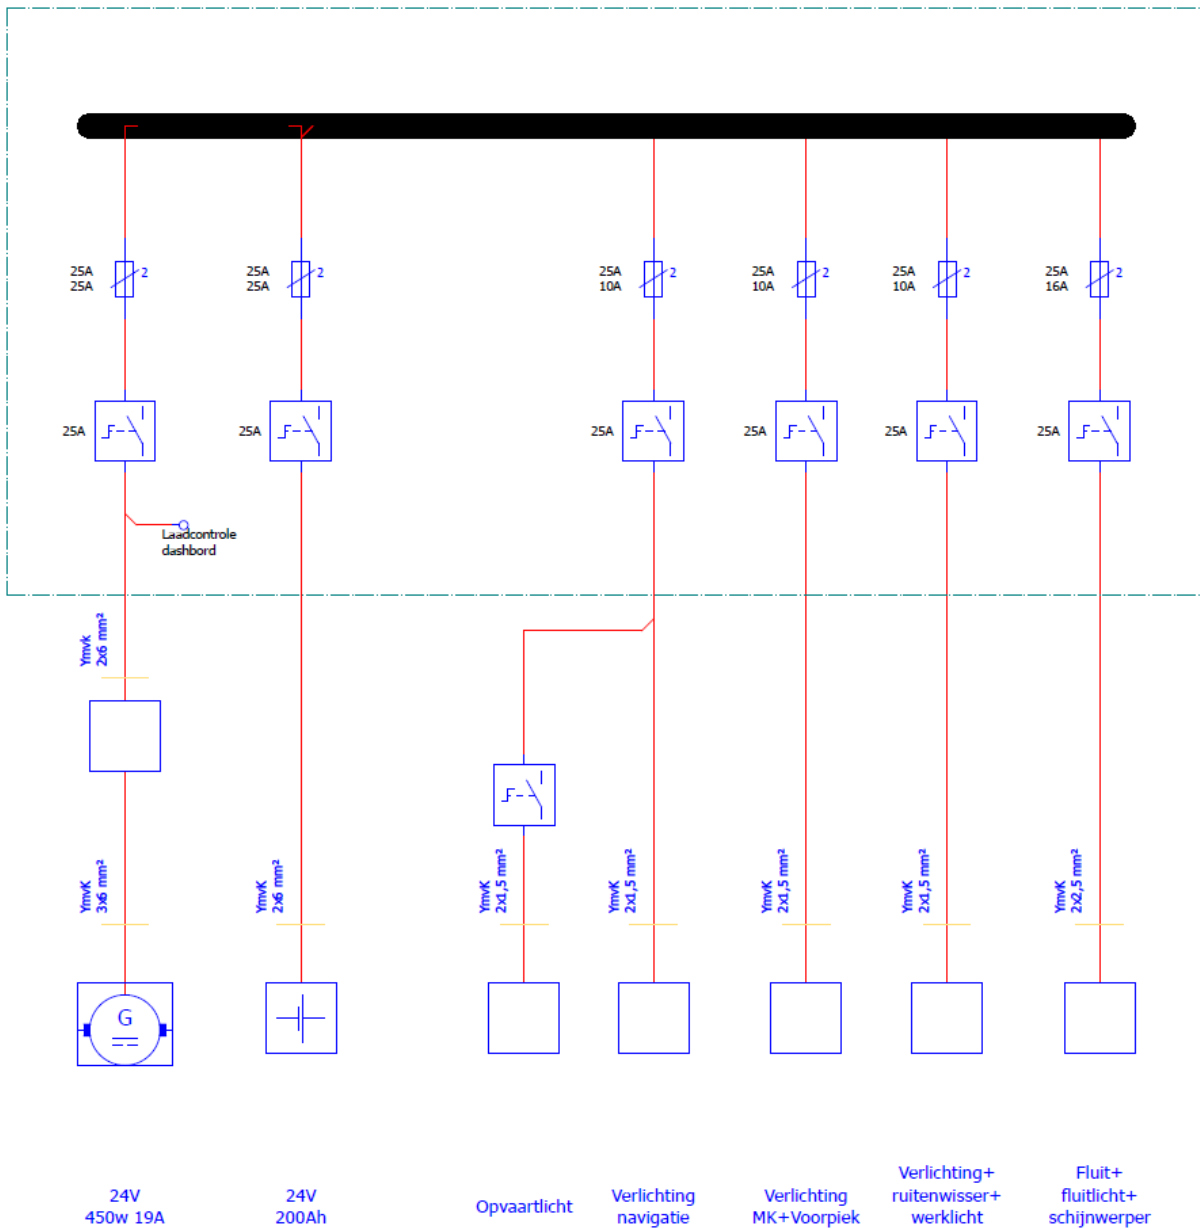 25A
25A
2
25A
25A
2
25A
10A
2
25A
10A
2
25A
10A
2
25A
16A
2
25A
25A
25A
25A
25A
25A
Laadcontrole
dashbord
Ymvk
2x6 mm²
YmvK
3x6 mm²
YmvK
2x6 mm²
YmvK
2x1,5 mm²
YmvK
2x1,5 mm²
YmvK
2x1,5 mm²
YmvK
2x1,5 mm²
YmvK
2x2,5 mm²
G
24V
450w 19A
24V
200Ah
Opvaartlicht
Verlichting
navigatie
Verlichting
MK+Voorpiek
Verlichting+
ruitenwisser+
werklicht
Fluit+
fluitlicht+
schijnwerper